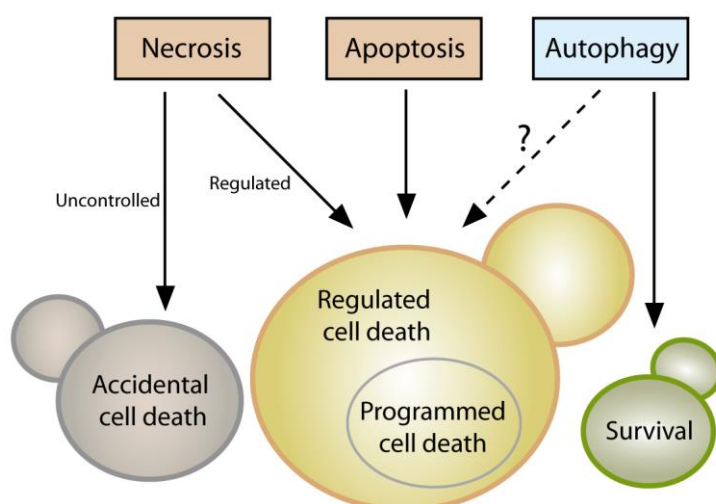 Necrosis
Apoptosis
Autophagy
?
Regulated
Uncontrolled
Regulated
cell death
Accidental
cell death
Programmed
cell death
Survival